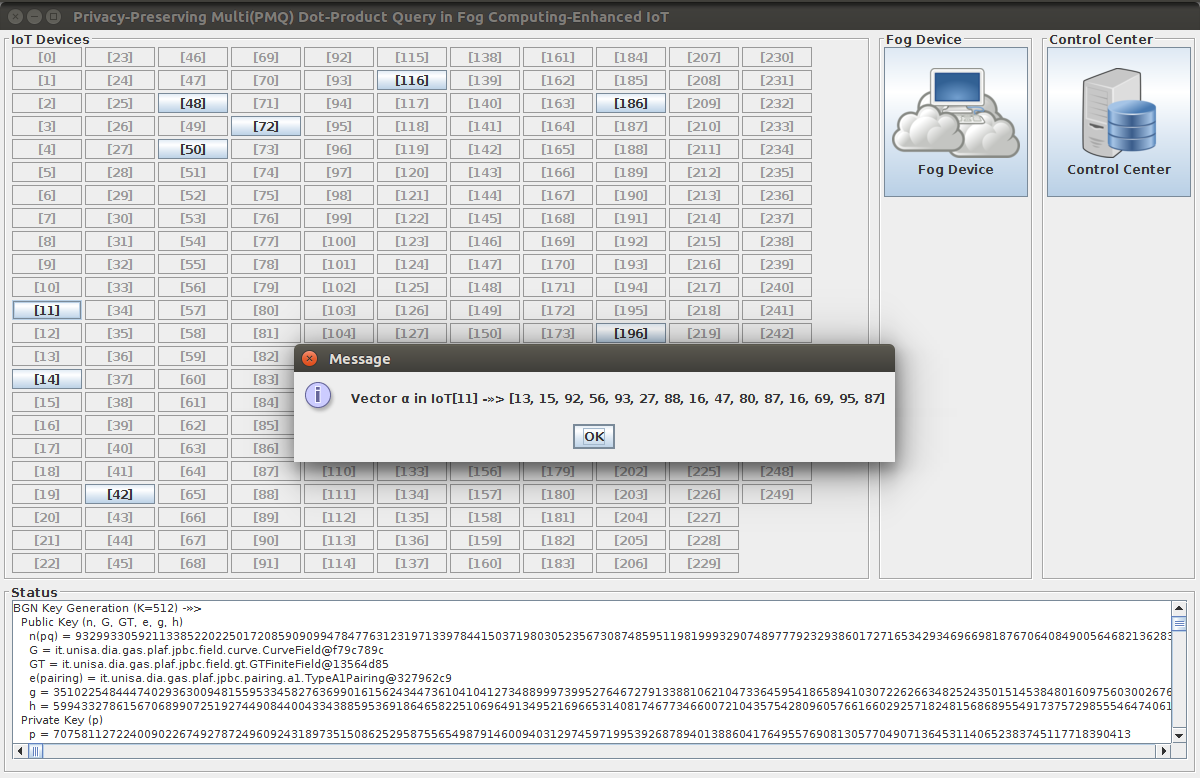 Privacy-Preserving Multi(PMQ) Dot-Product Query in Fog Computing-Enhanced IoT
IoT Devices Fog Device Control Center
[0] [23] [46] [69] [92] [115] [138] [161] [184] [207] [230]
[1] [24] [47] [70] [93] [116] [139] [162] [185] [208] [231]
[2] [25] [48] [71] [94] [117] [140] [163] [186] [209] [232]
[3] [26] [49] [72] [95] [118] [141] [164] [187] [210] [233]
[4] [27] [50] [73] [96] [119] [142] [165] [188] [211] [234]
[5] [28] [51] [74] [97] [120] [143] [166] [189] [212] [235]
Fog Device Control Center
[6] [29] [52] [75] [98] [121] [144] [167] [190] [213] [236]
[7] [30] [53] [76] [99] [122] [145] [168] [191] [214] [237]
[8] [31] [54] [77] [100] [123] [146] [169] [192] [215] [238]
[9] [32] [55] [78] [101] [124] [147] [170] [193] [216] [239]
[10] [33] [56] [79] [102] [125] [148] [171] [194] [217] [240]
[11] [34] [57] [80] [103] [126] [149] [172] [195] [218] [241]
[12] [35] [58] [81] [104] [127] [150] [173] [196] [219] [242]
[13] [36] [59] [82]
[14] [37] [60] [83]
[15] [38] [61] [84]
[16] [39] [62] [85]
[17] [40] [63] [86]
[18] [41] [64] [87] [110] [133] [156] [179] [202] [225] [248]
[19] [42] [65] [88] [111] [134] [157] [180] [203] [226] [249]
[20] [43] [66] [89] [112] [135] [158] [181] [204] [227]
[21] [44] [67] [90] [113] [136] [159] [182] [205] [228]
[22] [45] [68] [91] [114] [137] [160] [183] [206] [229]
Message
Vector α in IoT[11] -»> [13, 15, 92, 56, 93, 27, 88, 16, 47, 80, 87, 16, 69, 95, 87]
OK
Status
BGN Key Generation (K=512) -»>
Public Key (n, G, GT, e, g, h)
n(pq) =
G = it.unisa.dia.gas.plaf.jpbc.field.curve.CurveField@f79c789c
GT = it.unisa.dia.gas.plaf.jpbc.field.gt.GTFiniteField@13564d85
e(pairing) = it.unisa.dia.gas.plaf.jpbc.pairing.a1.TypeA1Pairing@327962c9
g =
h =
Private Key (p)
p =